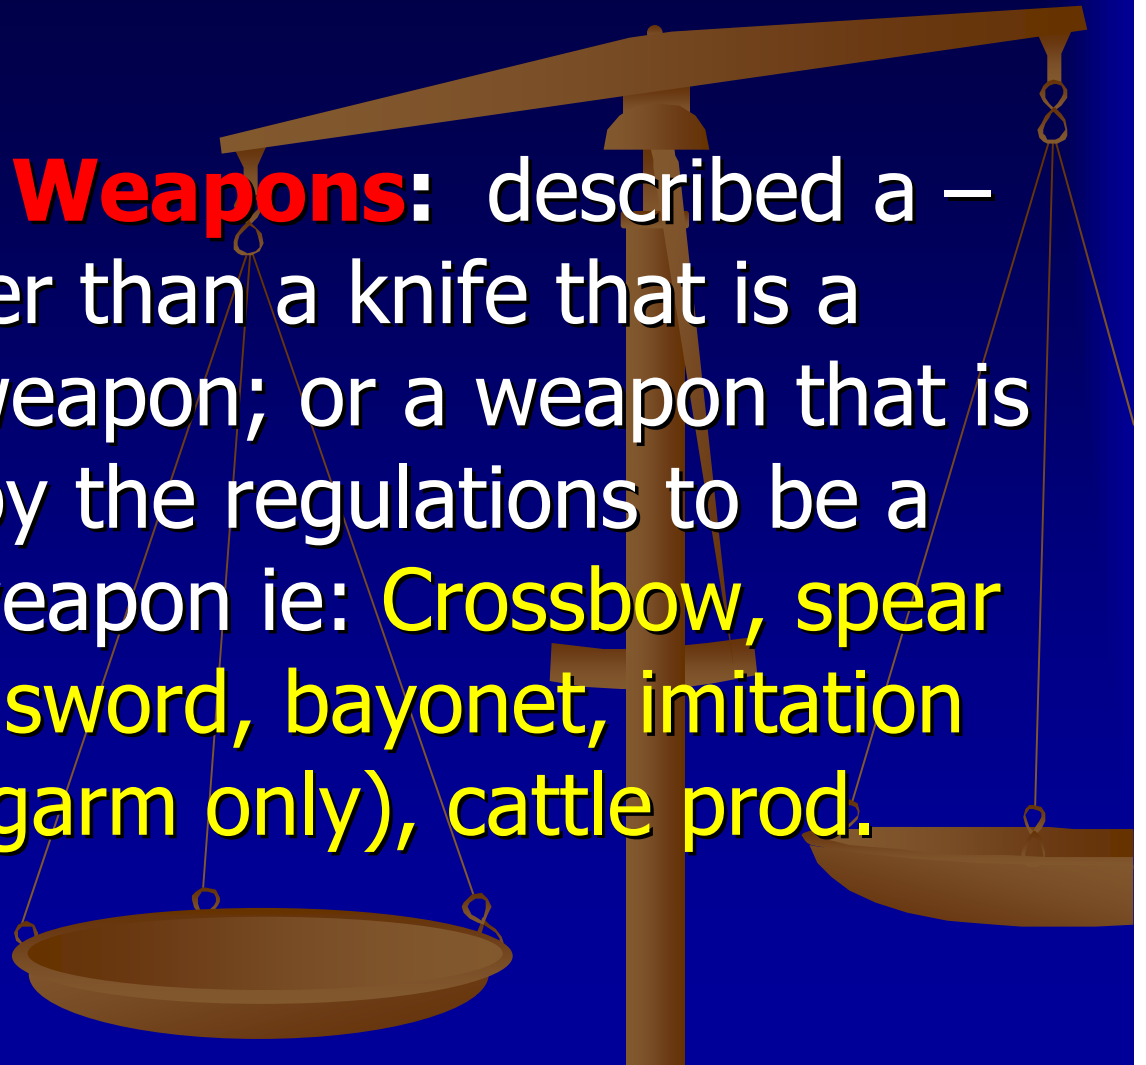 Weapons: described a –
er than a knife that is a
weapon; or a weapon that is
by the regulations to be a
weapon ie: Crossbow, spear
sword, bayonet, imitation
garm only), cattle prod.